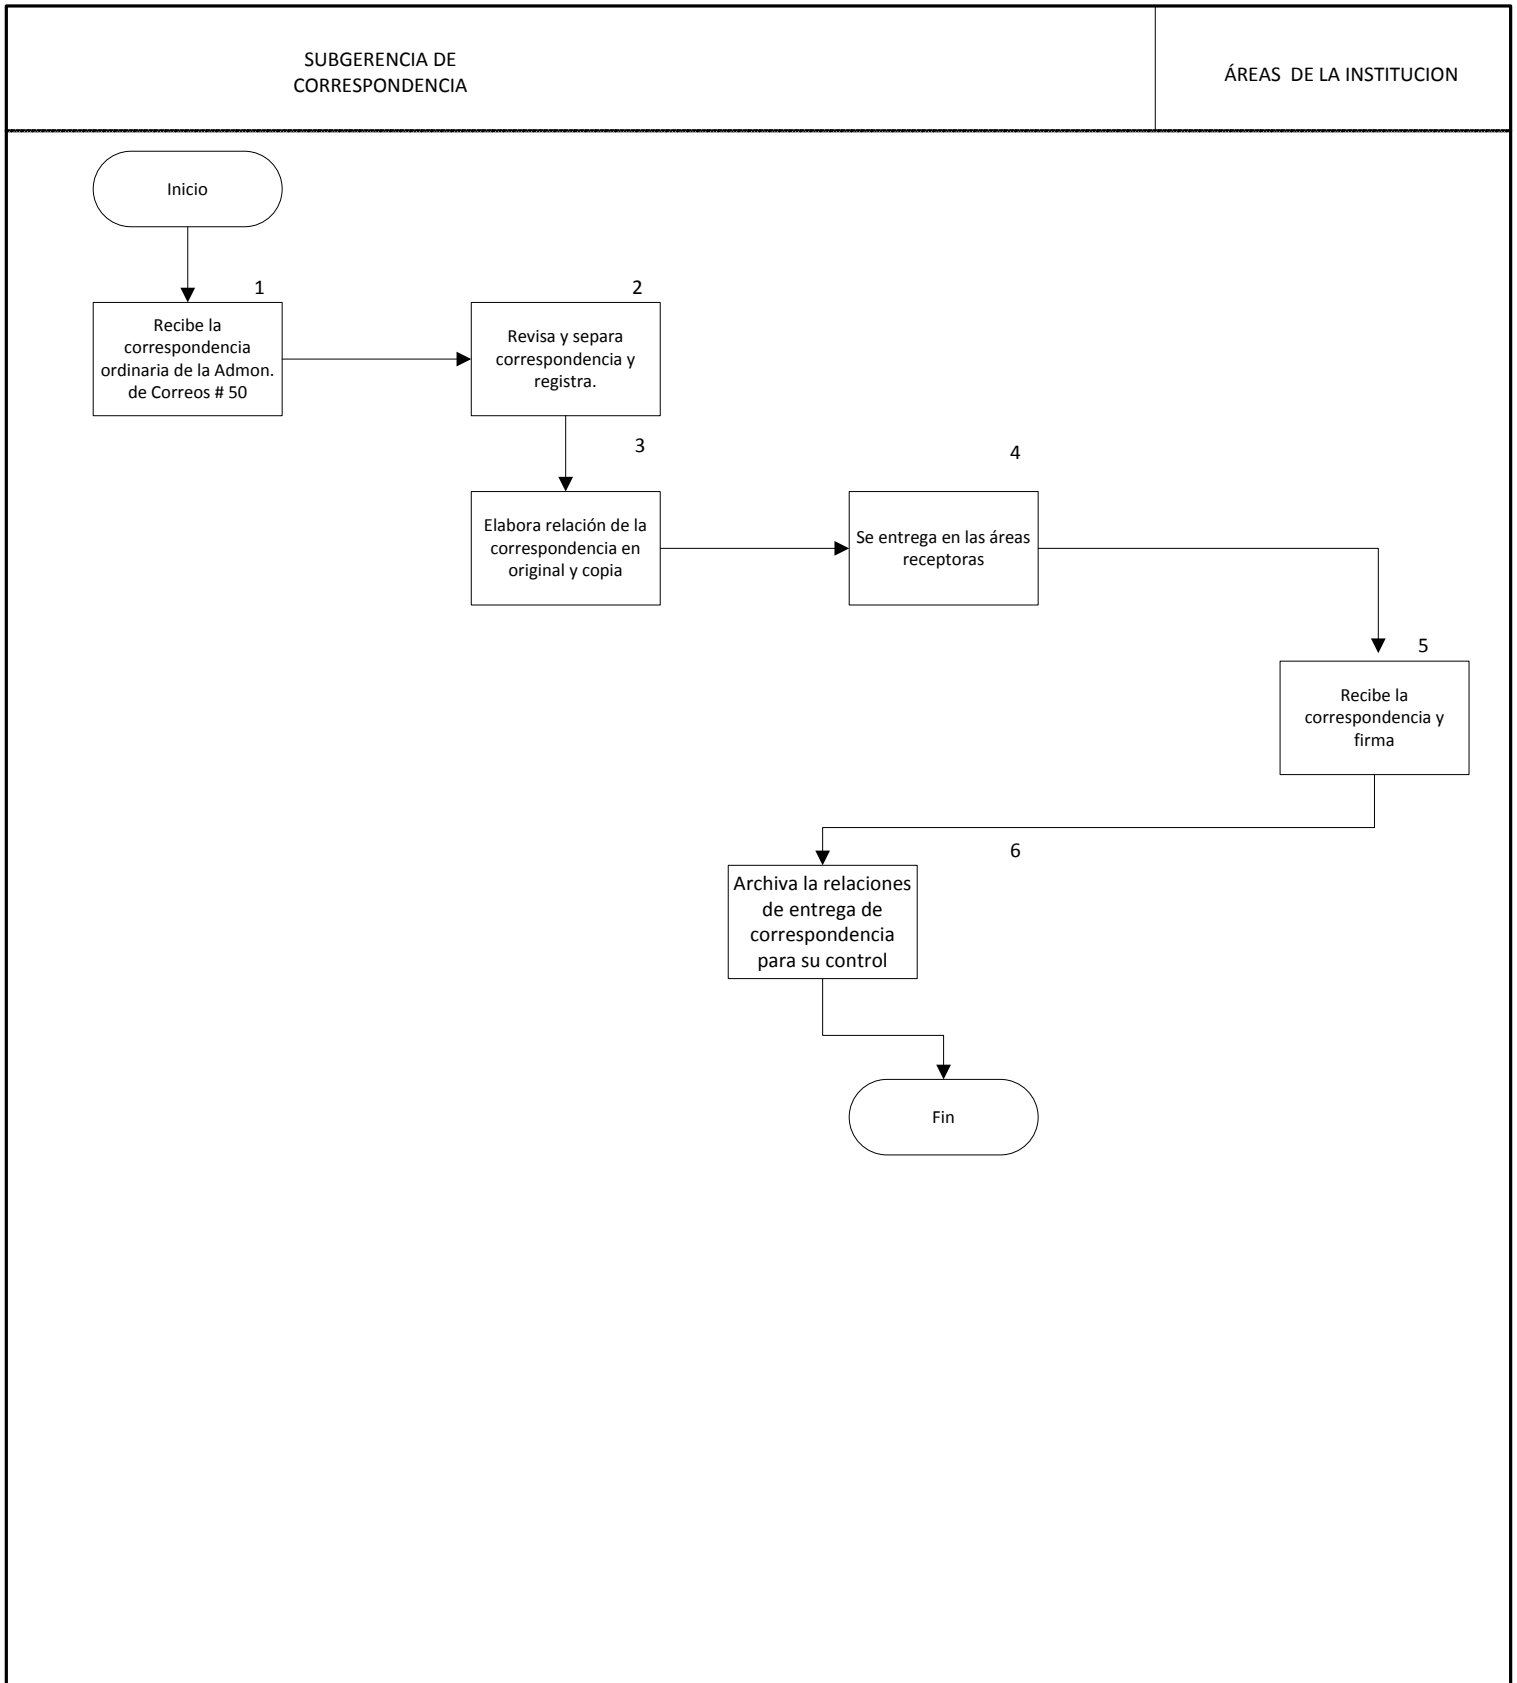 SUBGERENCIA DE
CORRESPONDENCIA
ÁREAS DE LA INSTITUCION
Inicio
1
Recibe la
correspondencia
ordinaria de la Admon.
de Correos # 50
2
Revisa y separa
correspondencia y
registra.
3
Elabora relación de la
correspondencia en
original y copia
4
Se entrega en las áreas
receptoras
5
Recibe la
correspondencia y
firma
6
Archiva la relaciones
de entrega de
correspondencia
para su control
Fin